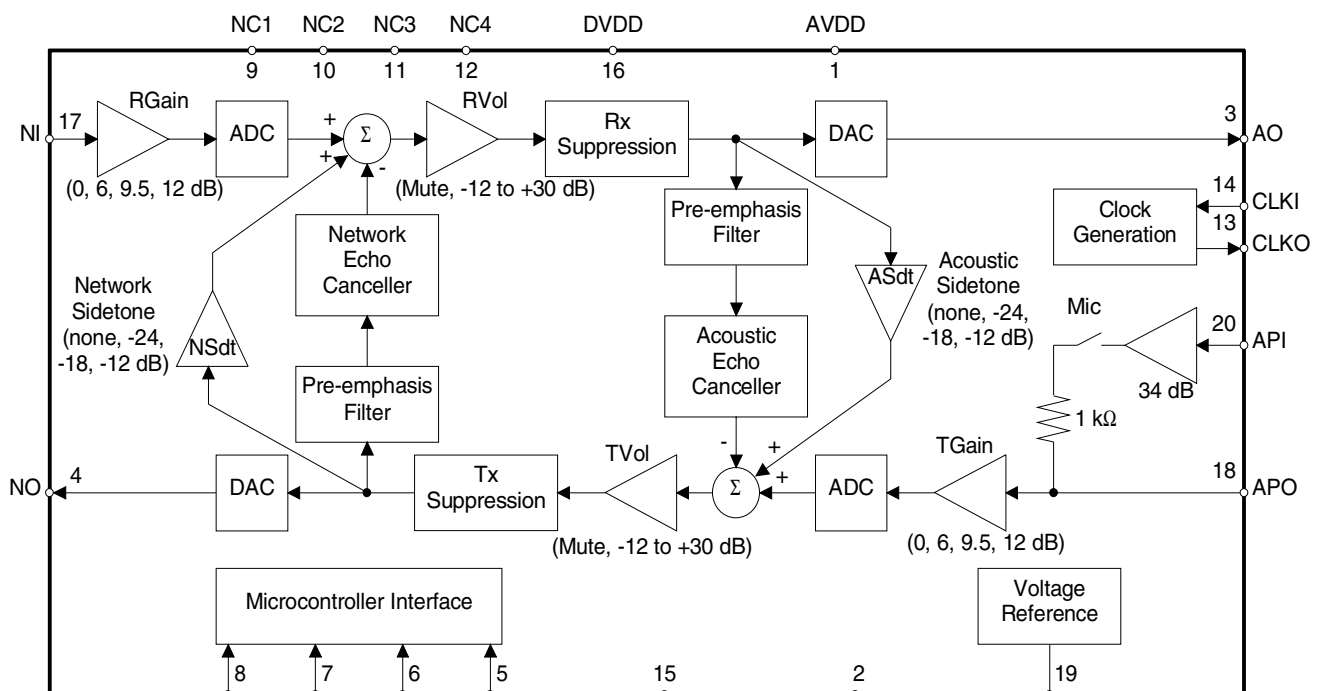 NC1 NC2 NC3 NC4 DVDD AVDD
9 10 11 12 16 1
NI 17
RGain
(0, 6, 9.5, 12 dB)
ADC
+
+
-
Σ
RVol
(Mute, -12 to +30 dB)
Rx
Suppression
DAC
3 AO
14 CLKI
13 CLKO
Clock
Generation
Pre-emphasis
Filter
Network
Echo
Canceller
Network
Sidetone
(none, -24,
-18, -12 dB)
NSdt
Pre-emphasis
Filter
Acoustic
Echo
Canceller
ASdt
Acoustic
Sidetone
(none, -24,
-18, -12 dB)
Mic
20 API
34 dB
1 kΩ
NO 4
DAC
Tx
Suppression
TVol
(Mute, -12 to +30 dB)
-
+
+
Σ
ADC
TGain
(0, 6, 9.5, 12 dB)
18 APO
Microcontroller Interface
Voltage
Reference
8 7 6 5 15 2 19